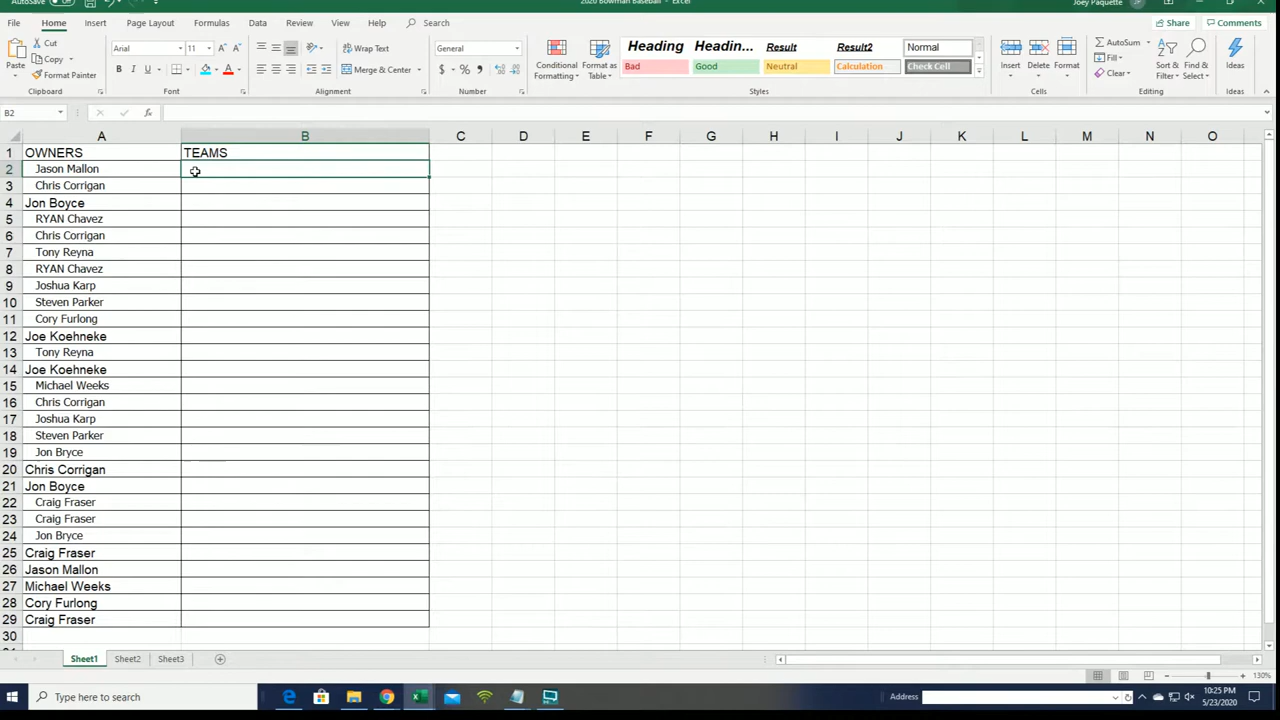 AutoSave Off 2020 Bowman Baseball - Excel Joey Paquette JP
File Home Insert Page Layout Formulas Data Review View Help Search Share Comments
Paste Cut Copy Format Painter Clipboard
Arial 11 B I U Font
Wrap Text Merge & Center Alignment
General $ % Number
Conditional Formatting Format as Table
Heading Headin... Result Result2 Normal
Bad Good Neutral Calculation Check Cell
Styles
Insert Delete Format Cells
AutoSum Fill Clear Sort & Filter Find & Select Editing
Ideas Ideas
B2 fx
A B C D E F G H I J K L M N O
1 OWNERS TEAMS
2 Jason Mallon
3 Chris Corrigan
4 Jon Boyce
5 RYAN Chavez
6 Chris Corrigan
7 Tony Reyna
8 RYAN Chavez
9 Joshua Karp
10 Steven Parker
11 Cory Furlong
12 Joe Koehneke
13 Tony Reyna
14 Joe Koehneke
15 Michael Weeks
16 Chris Corrigan
17 Joshua Karp
18 Steven Parker
19 Jon Bryce
20 Chris Corrigan
21 Jon Boyce
22 Craig Fraser
23 Craig Fraser
24 Jon Bryce
25 Craig Fraser
26 Jason Mallon
27 Michael Weeks
28 Cory Furlong
29 Craig Fraser
30
Sheet1 Sheet2 Sheet3
130%
Type here to search Address 10:25 PM
5/23/2020